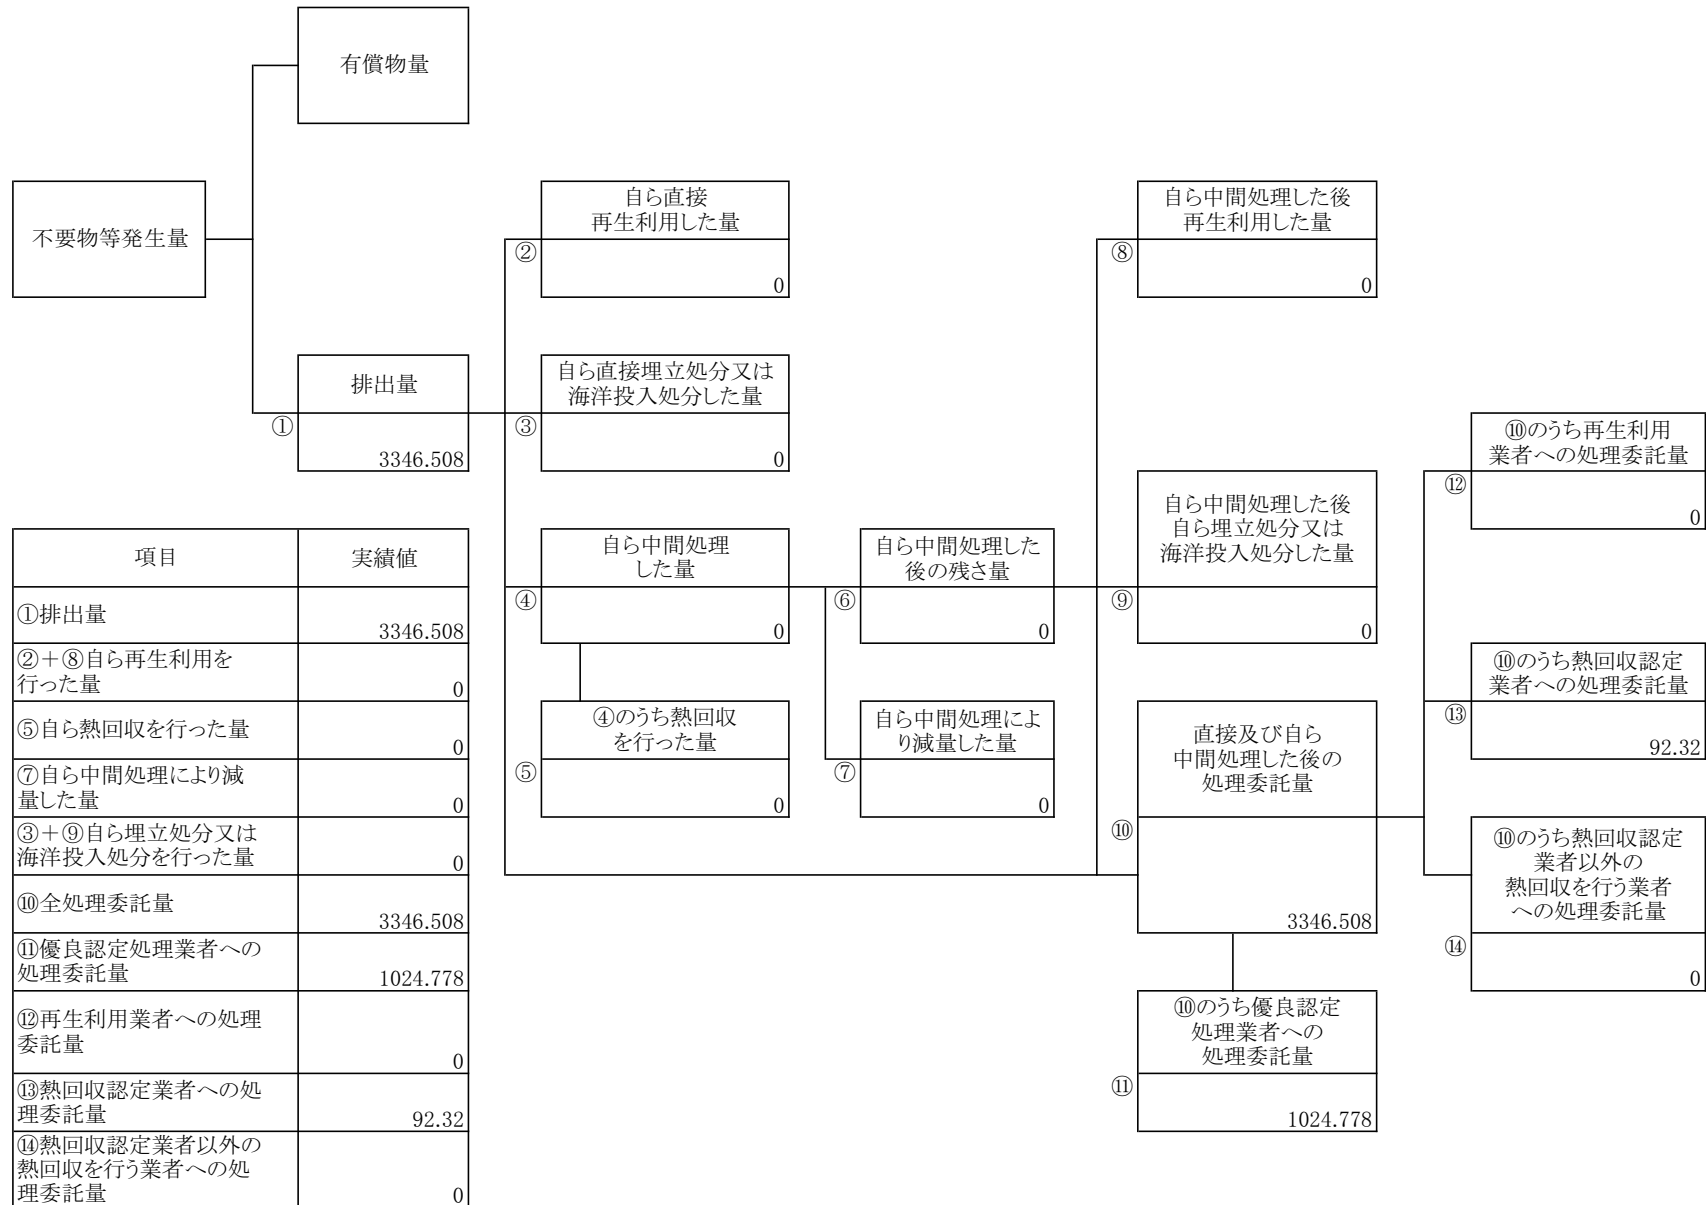 有償物量
不要物等発生量
排出量
①
3346.508
自ら直接
再生利用した量
②
0
自ら直接埋立処分又は
海洋投入処分した量
③
0
自ら中間処理
した量
④
0
④のうち熱回収
を行った量
⑤
0
自ら中間処理した
後の残さ量
⑥
0
自ら中間処理によ
り減量した量
⑦
0
自ら中間処理した後
再生利用した量
⑧
0
自ら中間処理した後
自ら埋立処分又は
海洋投入処分した量
⑨
0
直接及び自ら
中間処理した後の
処理委託量
⑩
3346.508
⑩のうち優良認定
処理業者への
処理委託量
⑪
1024.778
⑩のうち再生利用
業者への処理委託量
⑫
0
⑩のうち熱回収認定
業者への処理委託量
⑬
92.32
⑩のうち熱回収認定
業者以外の
熱回収を行う業者
への処理委託量
⑭
0
項目 実績値
①排出量
3346.508
②+⑧自ら再生利用を
行った量
0
⑤自ら熱回収を行った量
0
⑦自ら中間処理により減
量した量
0
③+⑨自ら埋立処分又は
海洋投入処分を行った量
0
⑩全処理委託量
3346.508
⑪優良認定処理業者への
処理委託量
1024.778
⑫再生利用業者への処理
委託量
0
⑬熱回収認定業者への処
理委託量
92.32
⑭熱回収認定業者以外の
熱回収を行う業者への処
理委託量
0